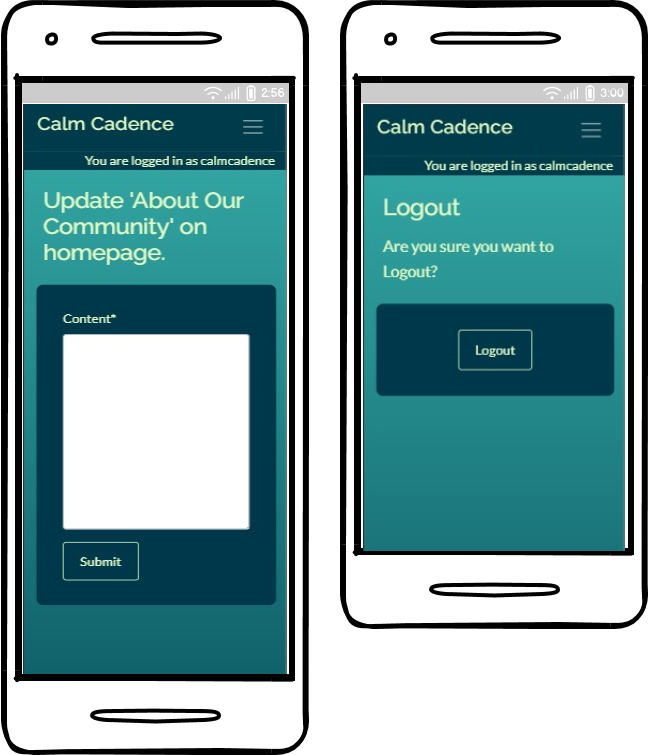 2:56
Calm Cadence
You are logged in as calmcadence
Update 'About Our
Community' on
homepage.
Content*
Submit
3:00
Calm Cadence
You are logged in as calmcadence
Logout
Are you sure you want to
Logout?
Logout